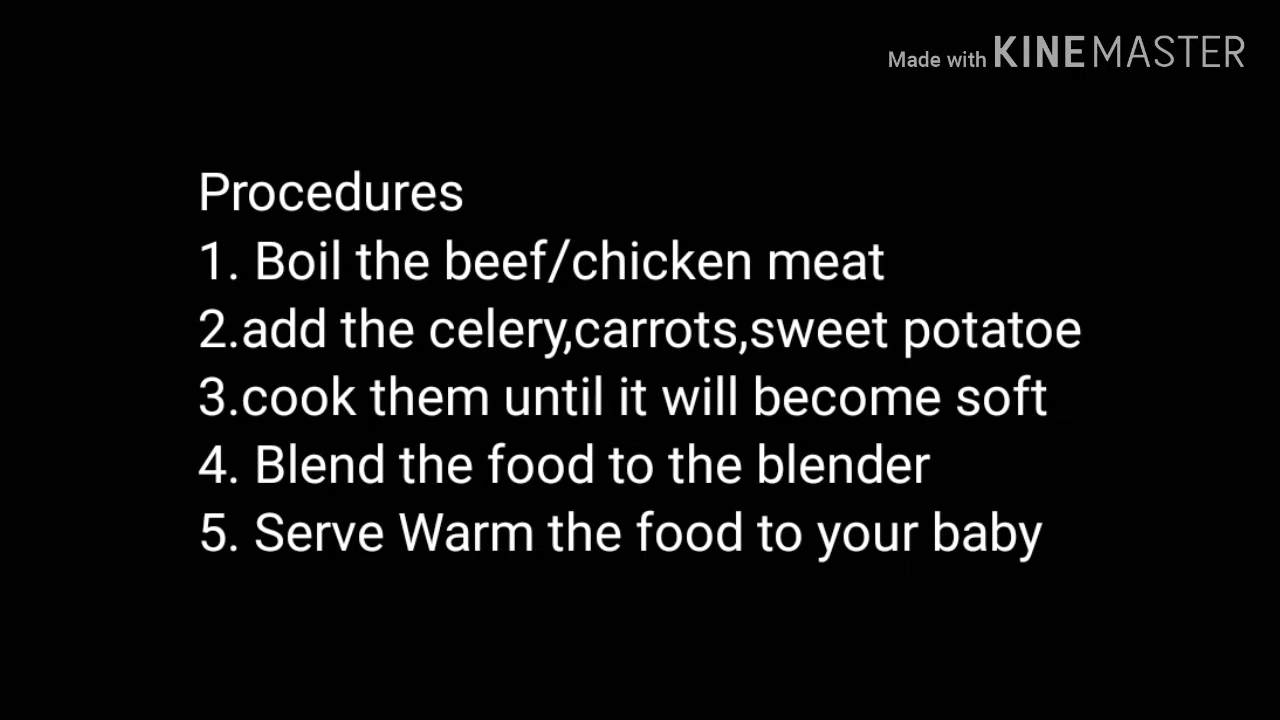 Made with KINEMASTER
Procedures
1. Boil the beef/chicken meat
2.add the celery,carrots,sweet potatoe
3.cook them until it will become soft
4. Blend the food to the blender
5. Serve Warm the food to your baby